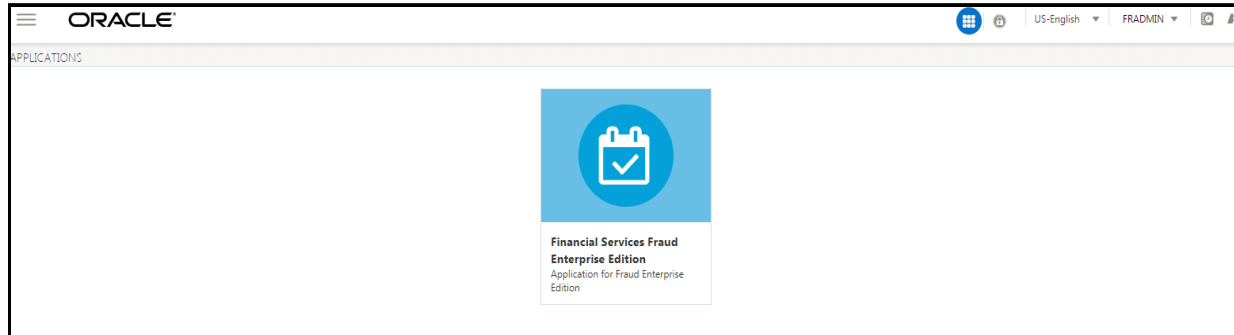 ORACLE
US-English
FRADMIN
APPLICATIONS
Financial Services Fraud
Enterprise Edition
Application for Fraud Enterprise
Edition